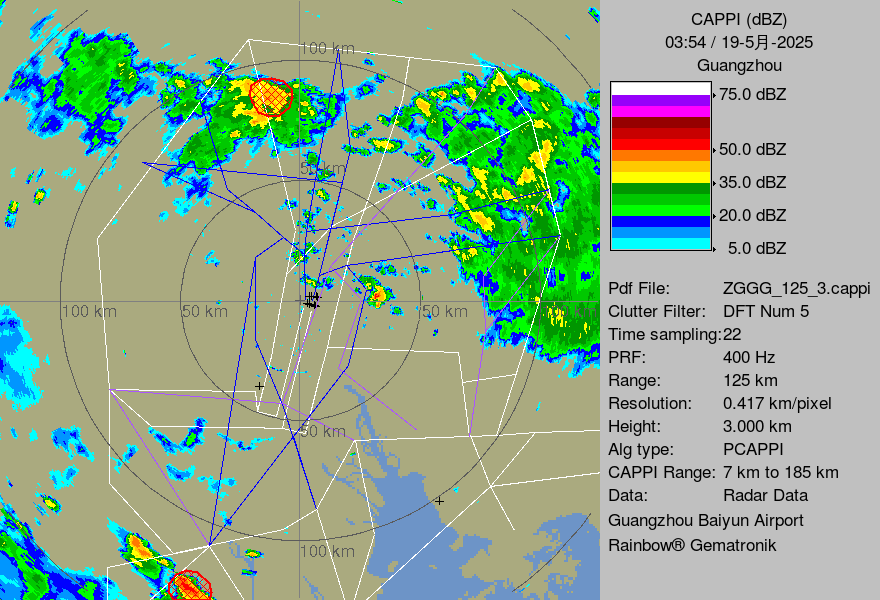 100 km
50 km
100 km
50 km
50 km
50 km
100 km
CAPPI (dBZ)
03:54 / 19-5月-2025
Guangzhou
75.0 dBZ
50.0 dBZ
35.0 dBZ
20.0 dBZ
5.0 dBZ
Pdf File: ZGGG_125_3.cappi
Clutter Filter: DFT Num 5
Time sampling:22
PRF: 400 Hz
Range: 125 km
Resolution: 0.417 km/pixel
Height: 3.000 km
Alg type: PCAPPI
CAPPI Range: 7 km to 185 km
Data: Radar Data
Guangzhou Baiyun Airport
Rainbow® Gematronik